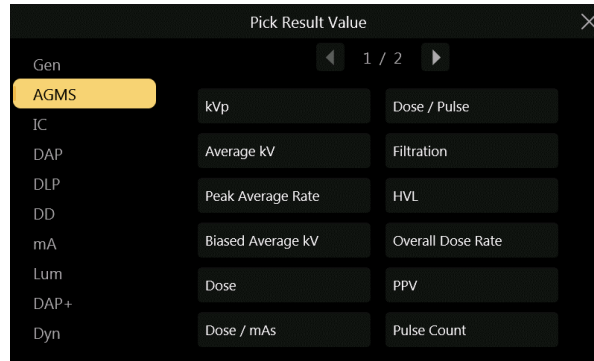 Pick Result Value
1 / 2
Gen
AGMS
IC
DAP
DLP
DD
mA
Lum
DAP+
Dyn
kVp
Dose / Pulse
Average kV
Filtration
Peak Average Rate
HVL
Biased Average kV
Overall Dose Rate
Dose
PPV
Dose / mAs
Pulse Count